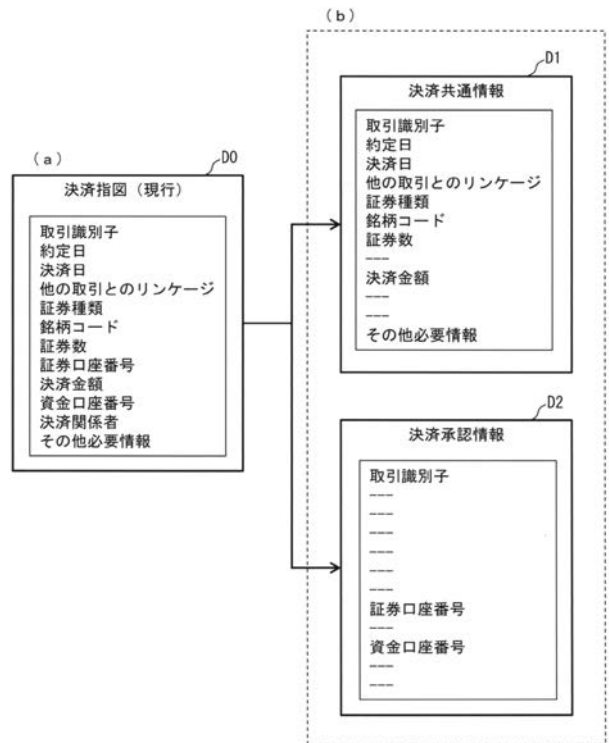 （ｂ）
D1
決済共通情報
取引識別子
約定日
決済日
他の取引とのリンケージ
証券種類
銘柄コード
証券数
---
決済金額
---
---
その他必要情報
（ａ）
D0
決済指図（現行）
取引識別子
約定日
決済日
他の取引とのリンケージ
証券種類
銘柄コード
証券数
証券口座番号
決済金額
資金口座番号
決済関係者
その他必要情報
D2
決済承認情報
取引識別子
---
---
---
---
---
---
証券口座番号
---
資金口座番号
---
---